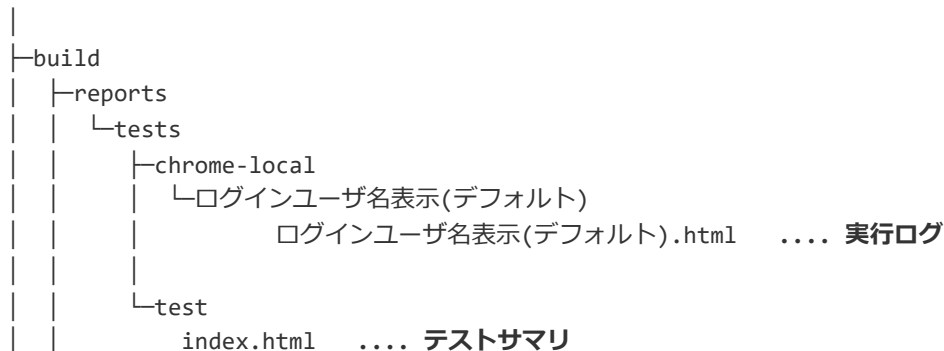 │
├─build
│  ├─reports
│  │  └─tests
│  │      ├─chrome-local
│  │      │  └─ログインユーザ名表示(デフォルト)
│  │      │          ログインユーザ名表示(デフォルト).html   .... 実行ログ
│  │      │
│  │      └─test
│  │          index.html   .... テストサマリ